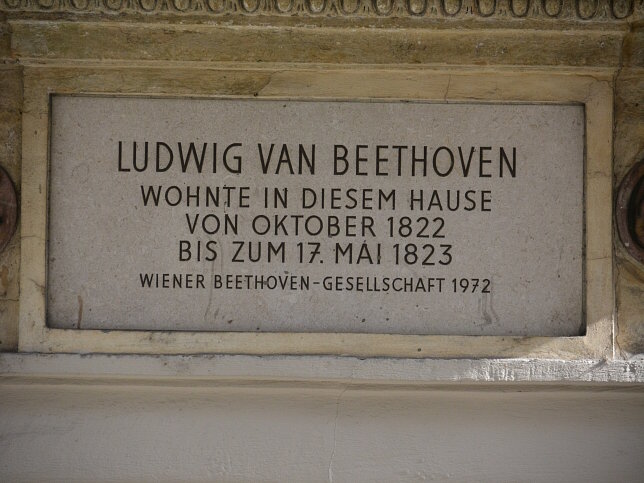 LUDWIG VAN BEETHOVEN
WOHNTE IN DIESEM HAUSE
VON OKTOBER 1822
BIS ZUM 17. MAI 1823
WIENER BEETHOVEN-GESELLSCHAFT 1972